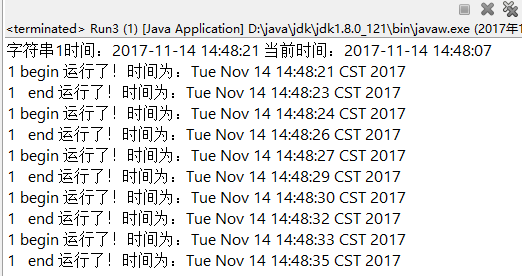 <terminated> Run3 (1) [Java Application] D:\java\jdk\jdk1.8.0_121\bin\javaw.exe (2017年1
字符串1时间：2017-11-14 14:48:21 当前时间：2017-11-14 14:48:07
1 begin 运行了！时间为：Tue Nov 14 14:48:21 CST 2017
1   end 运行了！时间为：Tue Nov 14 14:48:23 CST 2017
1 begin 运行了！时间为：Tue Nov 14 14:48:24 CST 2017
1   end 运行了！时间为：Tue Nov 14 14:48:26 CST 2017
1 begin 运行了！时间为：Tue Nov 14 14:48:27 CST 2017
1   end 运行了！时间为：Tue Nov 14 14:48:29 CST 2017
1 begin 运行了！时间为：Tue Nov 14 14:48:30 CST 2017
1   end 运行了！时间为：Tue Nov 14 14:48:32 CST 2017
1 begin 运行了！时间为：Tue Nov 14 14:48:33 CST 2017
1   end 运行了！时间为：Tue Nov 14 14:48:35 CST 2017